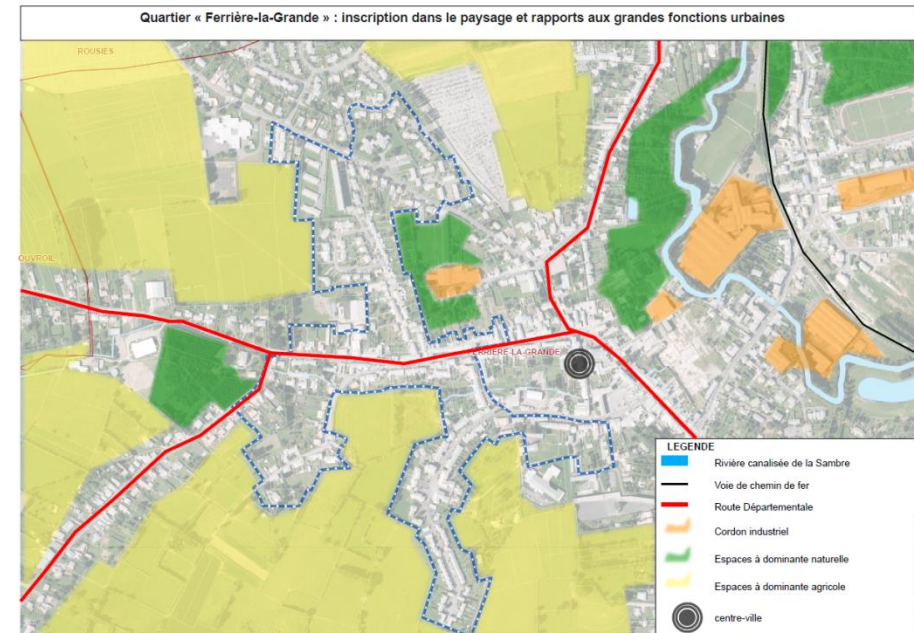 Quartier « Ferrière-la-Grande » : inscription dans le paysage et rapports aux grandes fonctions urbaines
ROUSIES
OUVROIL
FERRIERE-LA-GRANDE
LEGENDE
Rivière canalisée de la Sambre
Voie de chemin de fer
Route Départementale
Cordon industriel
Espaces à dominante naturelle
Espaces à dominante agricole
centre-ville